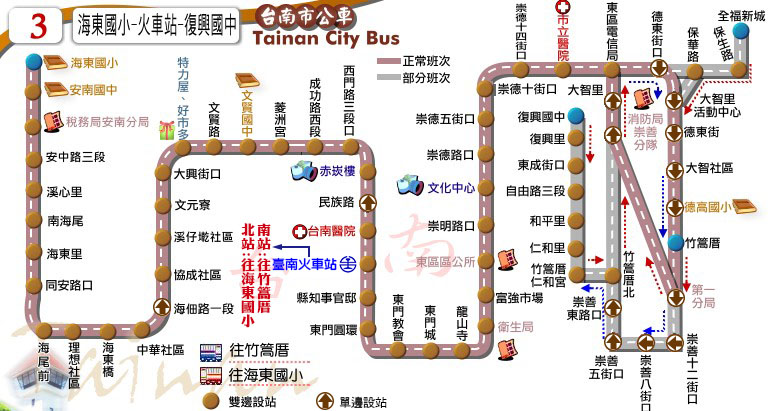 3
海東國小-火車站-復興國中
台南市公車
Tainan City Bus
正常班次
部分班次
海東國小
安南國中
稅務局安南分局
安中路三段
溪心里
南海尾
海東里
同安路口
海尾前
理想社區
海東橋
中華社區
海佃路一段
協成社區
溪仔墘社區
文元寮
大興街口
特力屋、好市多
文賢路
文賢國中
菱洲宮
成功路西段
西門路三段口
赤崁樓
民族路
台南醫院
臺南火車站
南站：往竹篙厝
北站：往海東國小
縣知事官邸
東門圓環
東門教會
東門城
龍山寺
衛生局
富強市場
東區區公所
崇明路口
文化中心
崇德路口
崇德五街口
崇德十街口
崇德十四街口
市立醫院
東區電信局
德東街口
保華路
保生路
全福新城
大智里
大智里
活動中心
消防局
崇善
分隊
德東街
大智社區
德高國小
竹篙厝
第一
分局
崇善十二街口
崇善八街口
崇善
五街口
崇善
東路口
竹篙厝北
復興國中
復興里
東成街口
自由路三段
和平里
仁和里
竹篙厝
仁和宮
往竹篙厝
往海東國小
雙邊設站
單邊設站